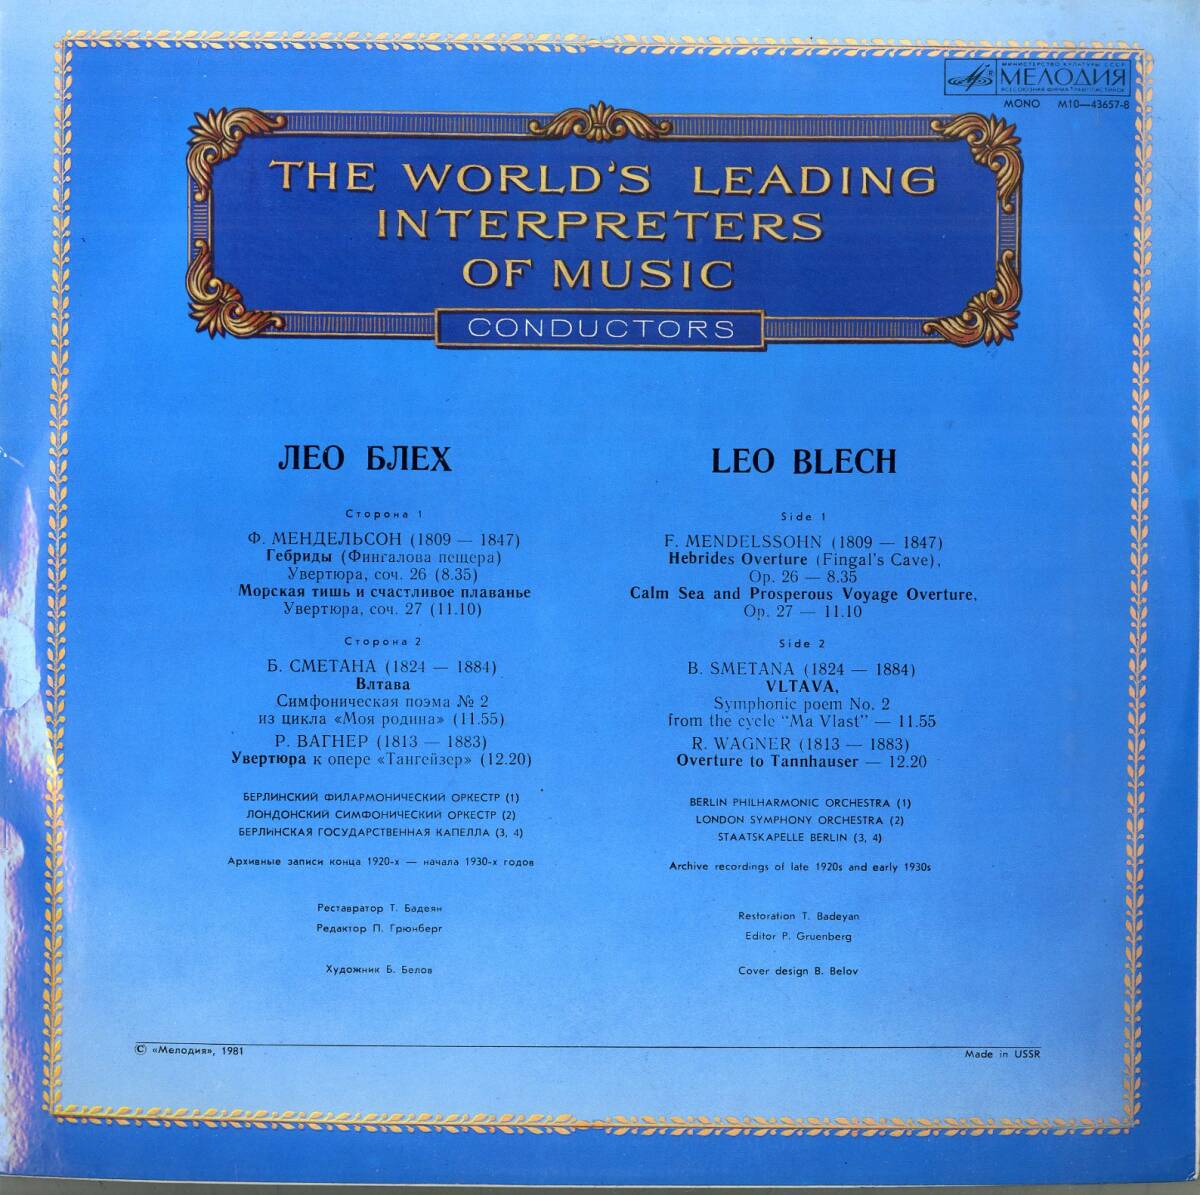 МИНИСТЕРСТВО КУЛЬТУРЫ СССР
МЕЛОДИЯ
ВСЕСОЮЗНАЯ ФИРМА ГРАМПЛАСТИНОК
MONO М10—43657-8
THE WORLD'S LEADING
INTERPRETERS
OF MUSIC
CONDUCTORS
ЛЕО БЛЕХ
Сторона 1
Ф. МЕНДЕЛЬСОН (1809 — 1847)
Гебриды (Фингалова пещера)
Увертюра, соч. 26 (8.35)
Морская тишь и счастливое плаванье
Увертюра, соч. 27 (11.10)
Сторона 2
Б. СМЕТАНА (1824 — 1884)
Влтава
Симфоническая поэма № 2
из цикла «Моя родина» (11.55)
Р. ВАГНЕР (1813 — 1883)
Увертюра к опере «Тангейзер» (12.20)
БЕРЛИНСКИЙ ФИЛАРМОНИЧЕСКИЙ ОРКЕСТР (1)
ЛОНДОНСКИЙ СИМФОНИЧЕСКИЙ ОРКЕСТР (2)
БЕРЛИНСКАЯ ГОСУДАРСТВЕННАЯ КАПЕЛЛА (3, 4)
Архивные записи конца 1920-х — начала 1930-х годов
Реставратор Т. Бадеян
Редактор П. Грюнберг
Художник Б. Белов
LEO BLECH
Side 1
F. MENDELSSOHN (1809 — 1847)
Hebrides Overture (Fingal's Cave),
Op. 26 — 8.35
Calm Sea and Prosperous Voyage Overture,
Op. 27 — 11.10
Side 2
B. SMETANA (1824 — 1884)
VLTAVA,
Symphonic poem No. 2
from the cycle "Ma Vlast" — 11.55
R. WAGNER (1813 — 1883)
Overture to Tannhauser — 12.20
BERLIN PHILHARMONIC ORCHESTRA (1)
LONDON SYMPHONY ORCHESTRA (2)
STAATSKAPELLE BERLIN (3, 4)
Archive recordings of late 1920s and early 1930s
Restoration T. Badeyan
Editor P. Gruenberg
Cover design B. Belov
© «Мелодия», 1981
Made in USSR